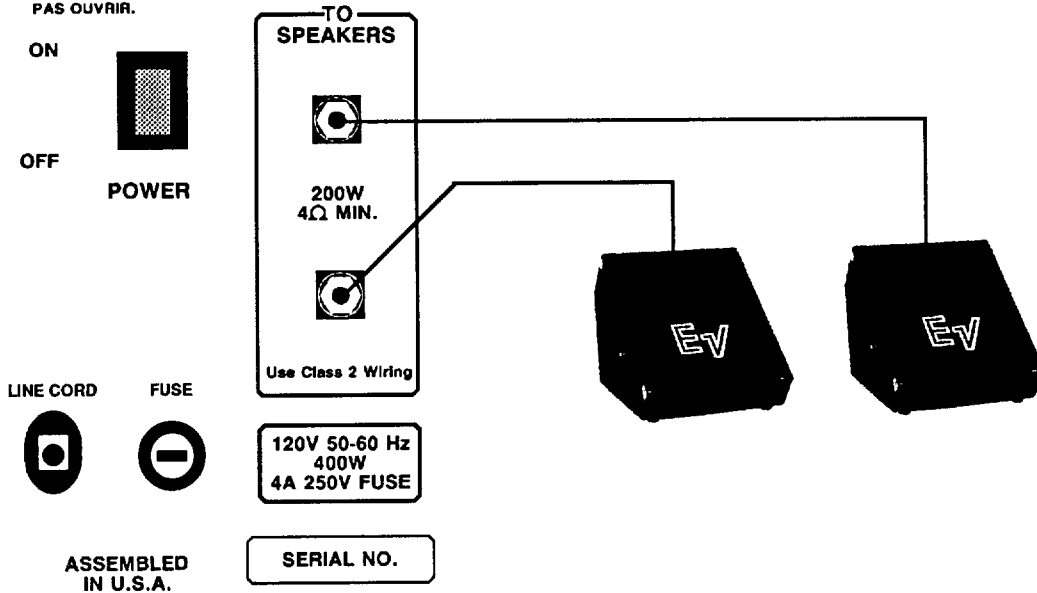 PAS OUVRIR.
ON
OFF
POWER
TO
SPEAKERS
200W
4Ω MIN.
Use Class 2 Wiring
EV
EV
LINE CORD
FUSE
120V 50-60 Hz
400W
4A 250V FUSE
ASSEMBLED
IN U.S.A.
SERIAL NO.